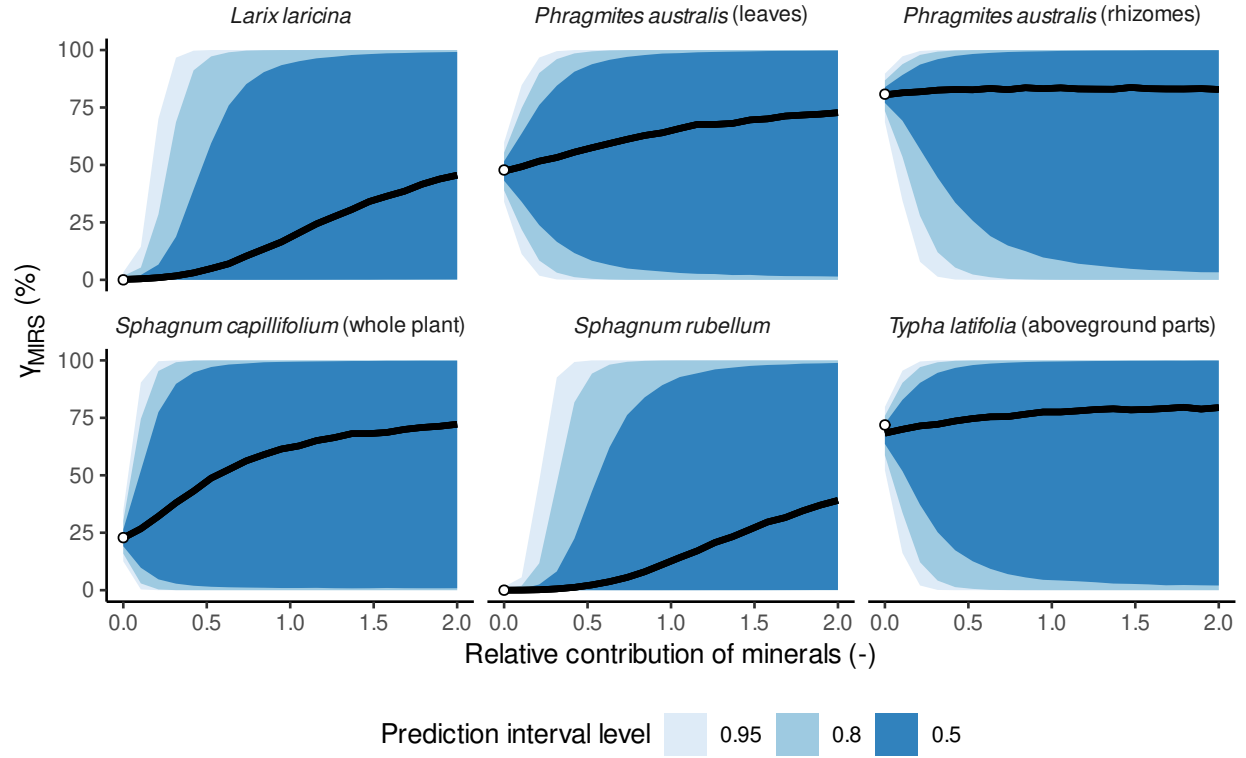 Larix laricina
Phragmites australis (leaves)
Phragmites australis (rhizomes)
100
75
50
25
0
Sphagnum capillifolium (whole plant)
Sphagnum rubellum
Typha latifolia (aboveground parts)
100
75
50
25
0
γMIRS (%)
0.0 0.5 1.0 1.5 2.0
0.0 0.5 1.0 1.5 2.0
0.0 0.5 1.0 1.5 2.0
Relative contribution of minerals (-)
Prediction interval level 0.95 0.8 0.5